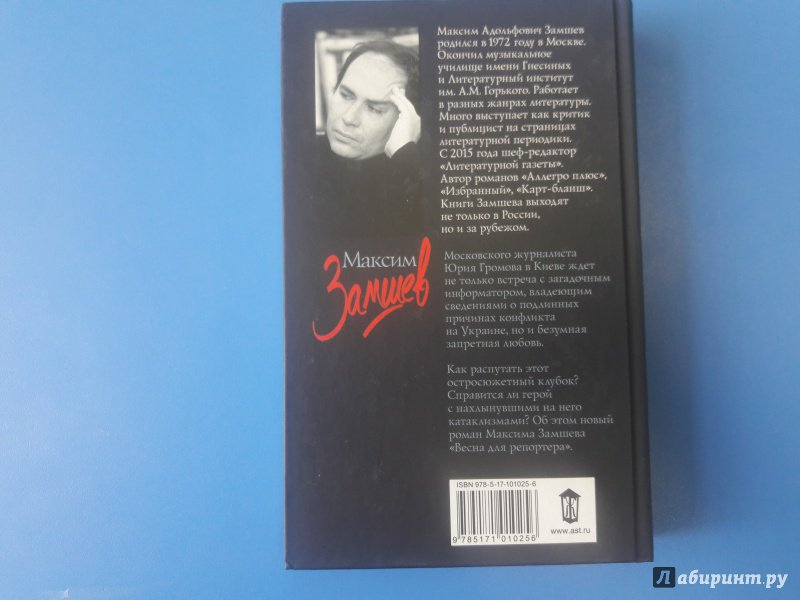 Максим Адольфович Замшев
родился в 1972 году в Москве.
Окончил музыкальное
училище имени Гнесиных
и Литературный институт
им. А.М. Горького. Работает
в разных жанрах литературы.
Много выступает как критик
и публицист на страницах
литературной периодики.
С 2015 года шеф-редактор
«Литературной газеты».
Автор романов «Аллегро плюс»,
«Избранный», «Карт-бланш».
Книги Замшева выходят
не только в России,
но и за рубежом.
Максим
Замшев
Московского журналиста
Юрия Громова в Киеве ждет
не только встреча с загадочным
информатором, владеющим
сведениями о подлинных
причинах конфликта
на Украине, но и безумная
запретная любовь.
Как распутать этот
остросюжетный клубок?
Справится ли герой
с нахлынувшими на него
катаклизмами? Об этом новый
роман Максима Замшева
«Весна для репортера».
ISBN 978-5-17-101025-6
9 785171 010256
www.ast.ru
Лабиринт.ру